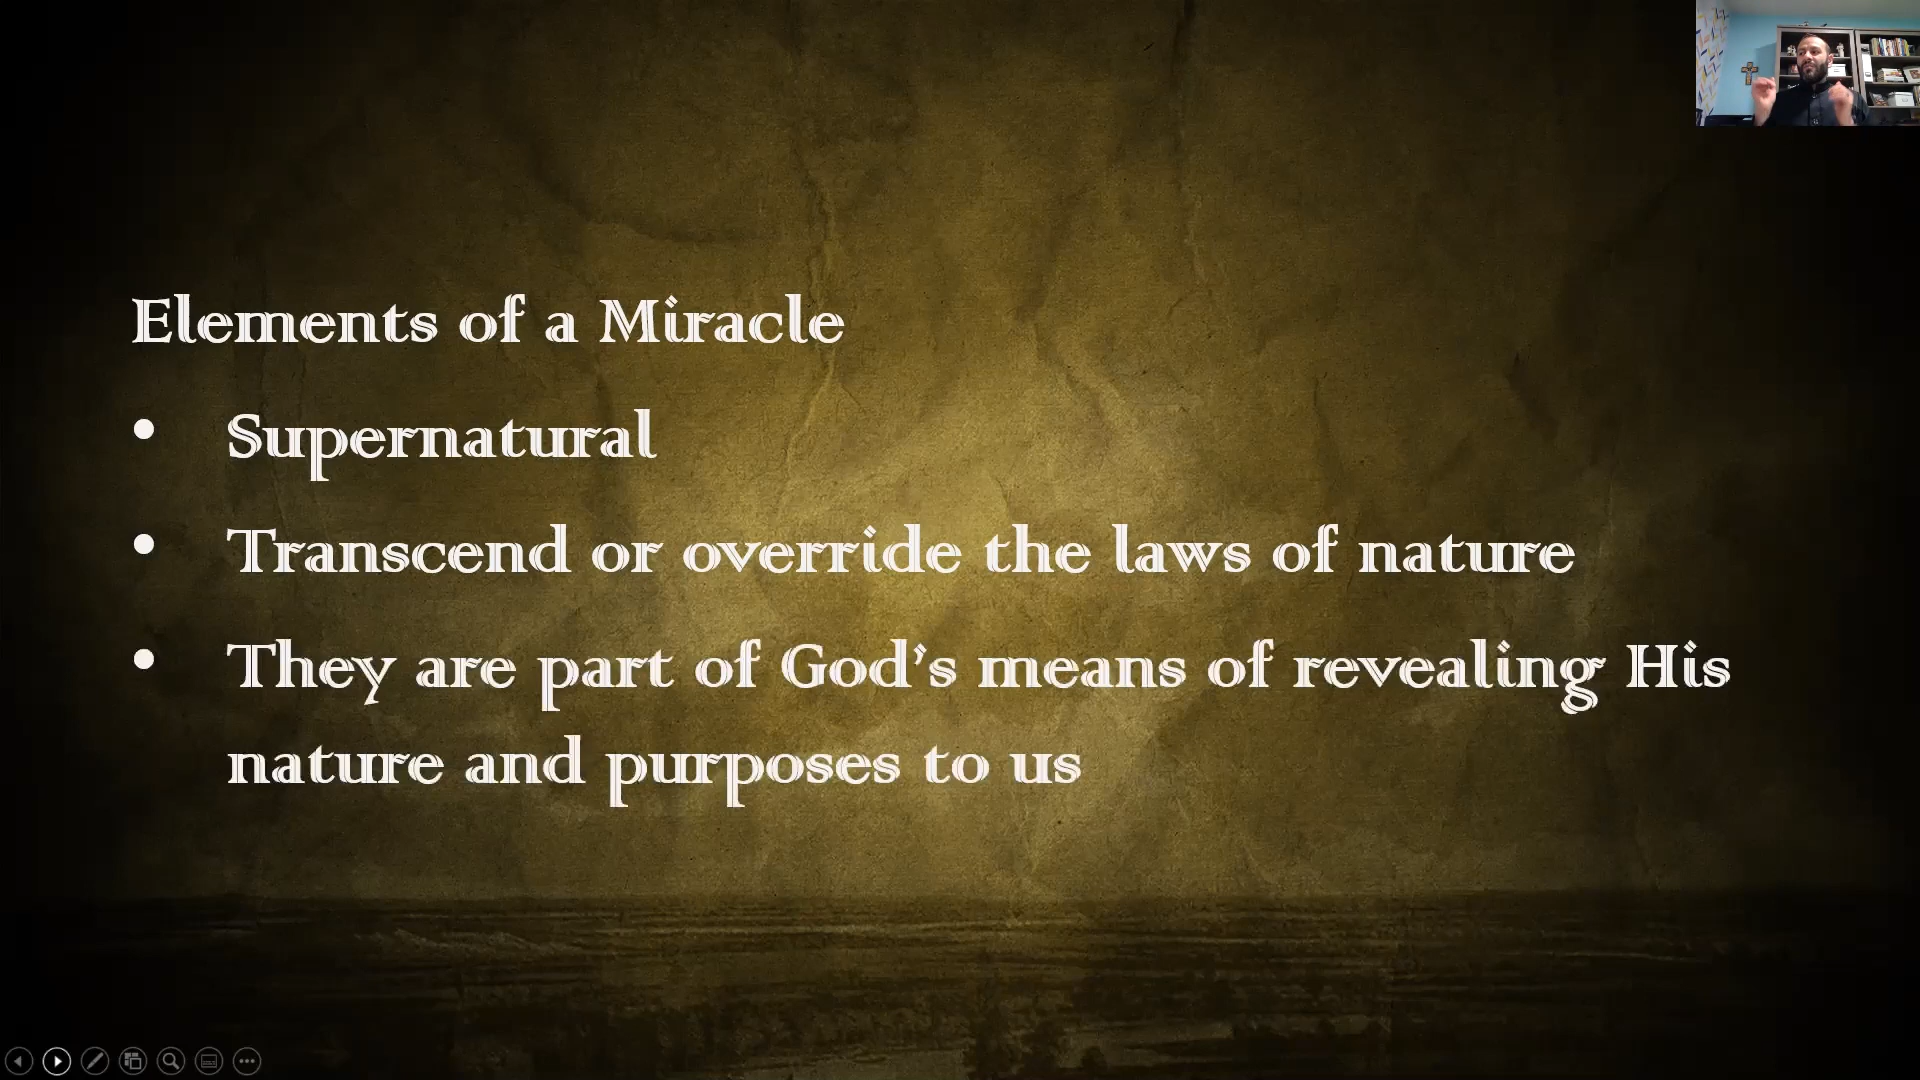 Elements of a Miracle
• Supernatural
• Transcend or override the laws of nature
• They are part of God's means of revealing His
nature and purposes to us